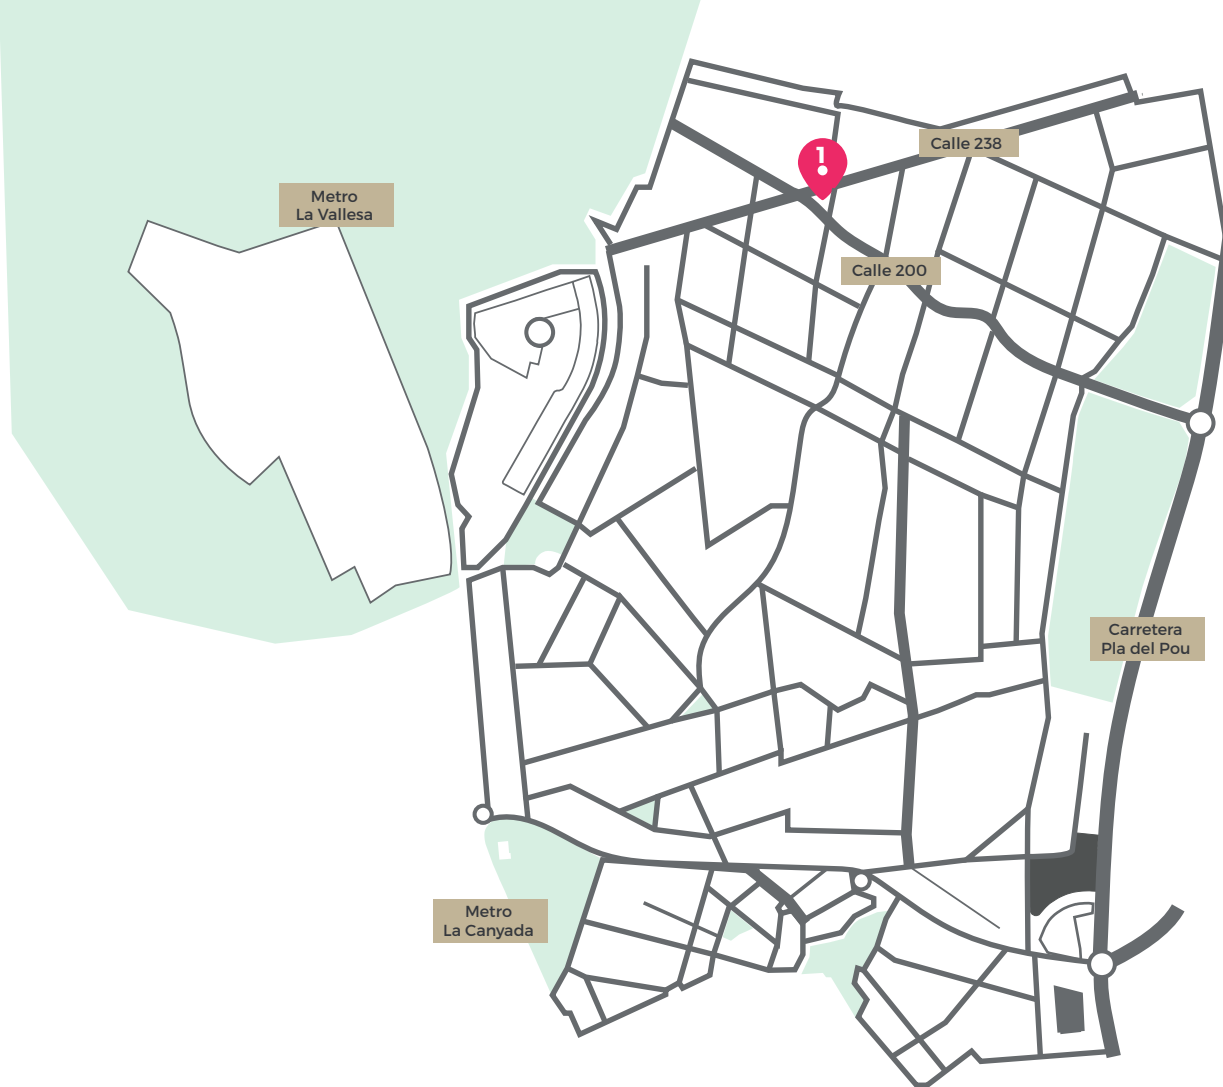 Calle 238
1
Metro
La Vallesa
Calle 200
Carretera
Pla del Pou
Metro
La Canyada